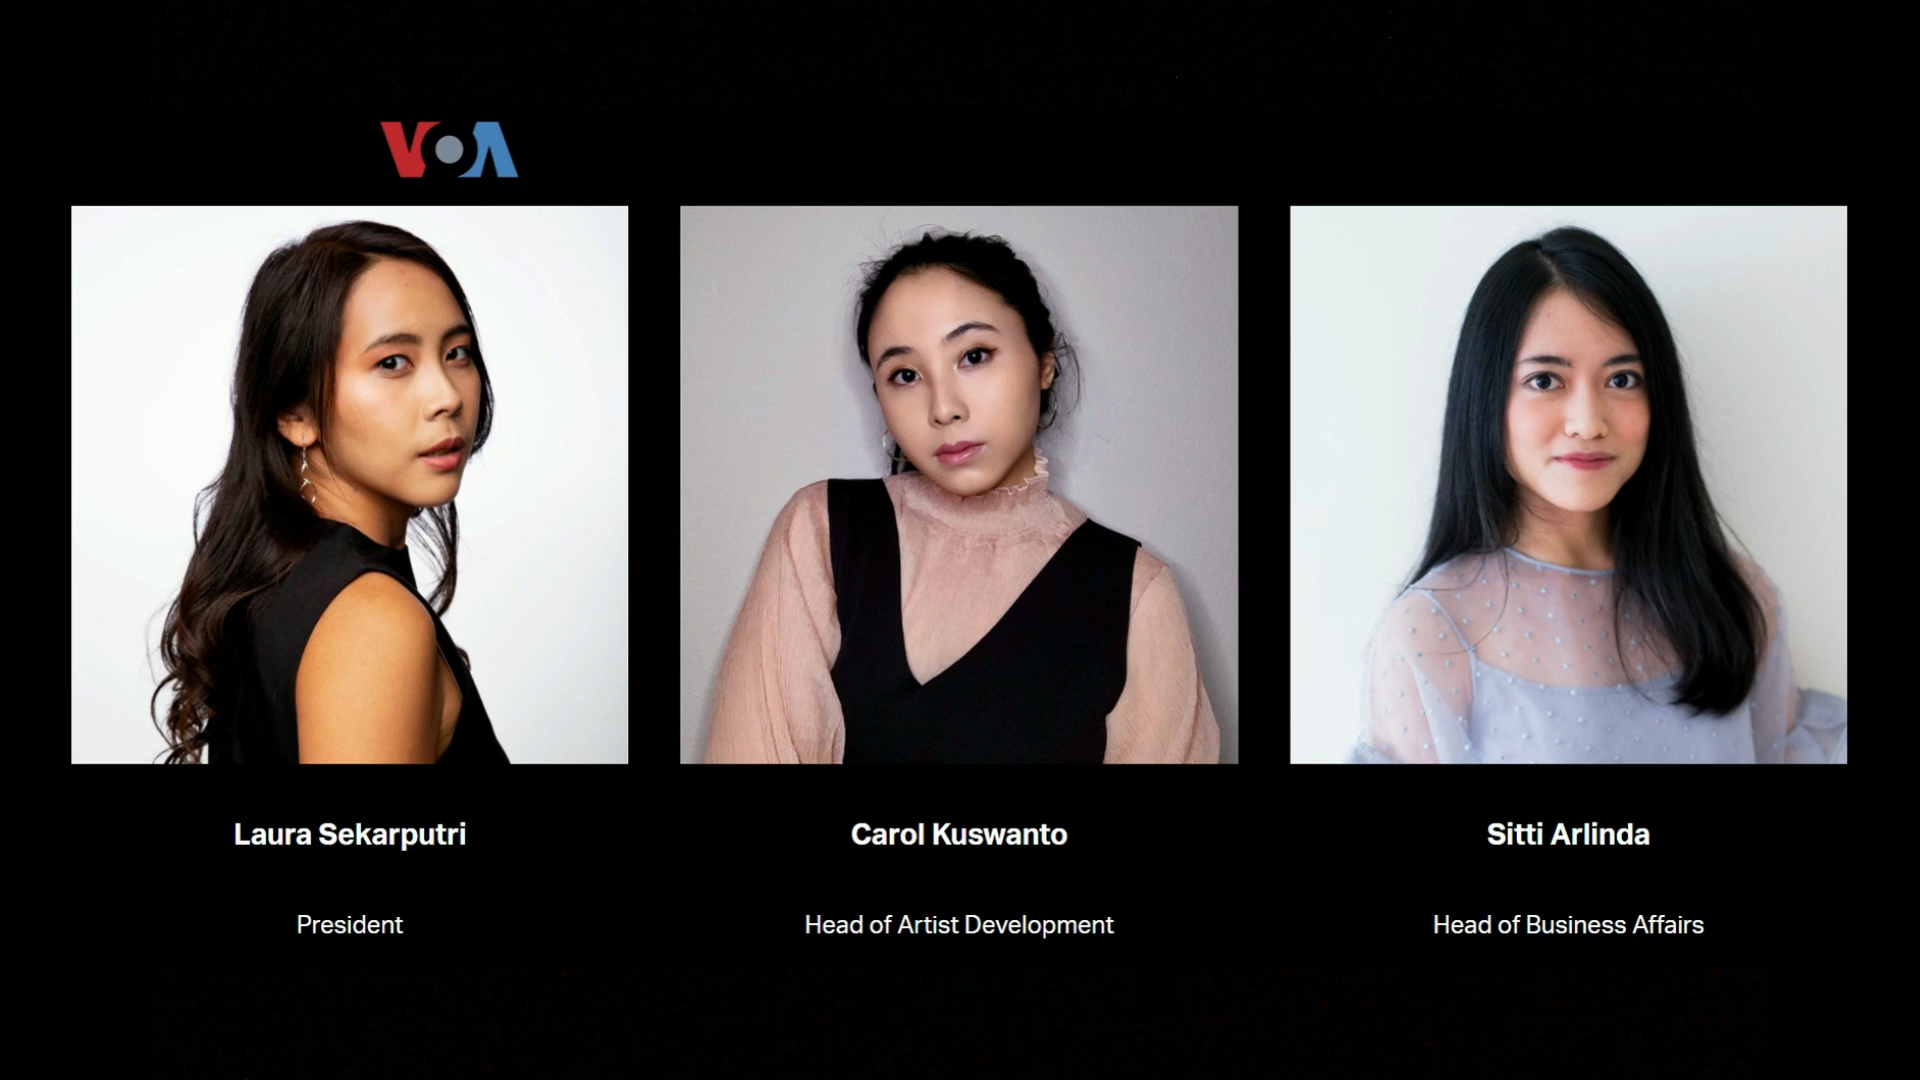 VOA
Laura Sekarputri
Carol Kuswanto
Sitti Arlinda
President
Head of Artist Development
Head of Business Affairs